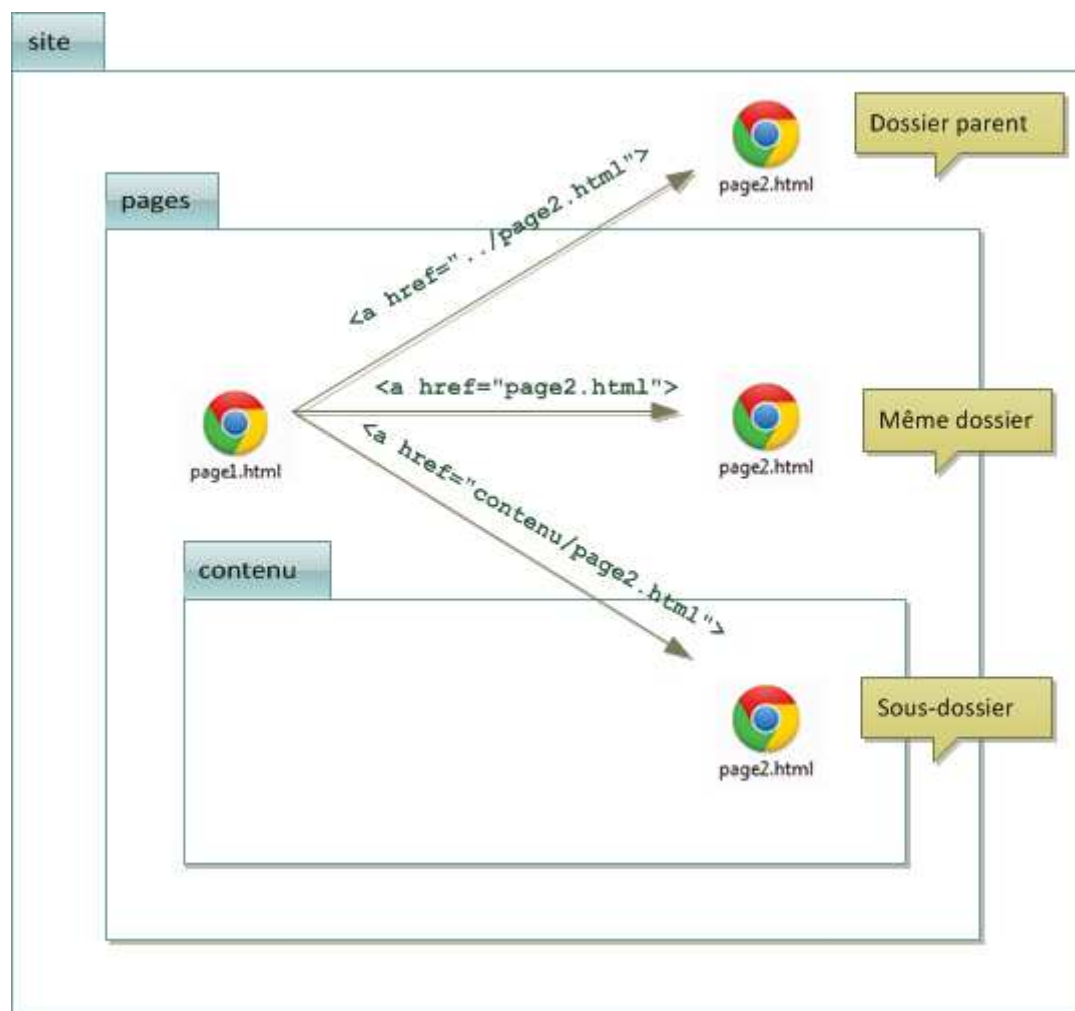 site
Dossier parent
page2.html
pages
<a href="../page2.html">
<a href="page2.html">
page1.html
page2.html
Même dossier
<a href="contenu/page2.html">
contenu
Sous-dossier
page2.html